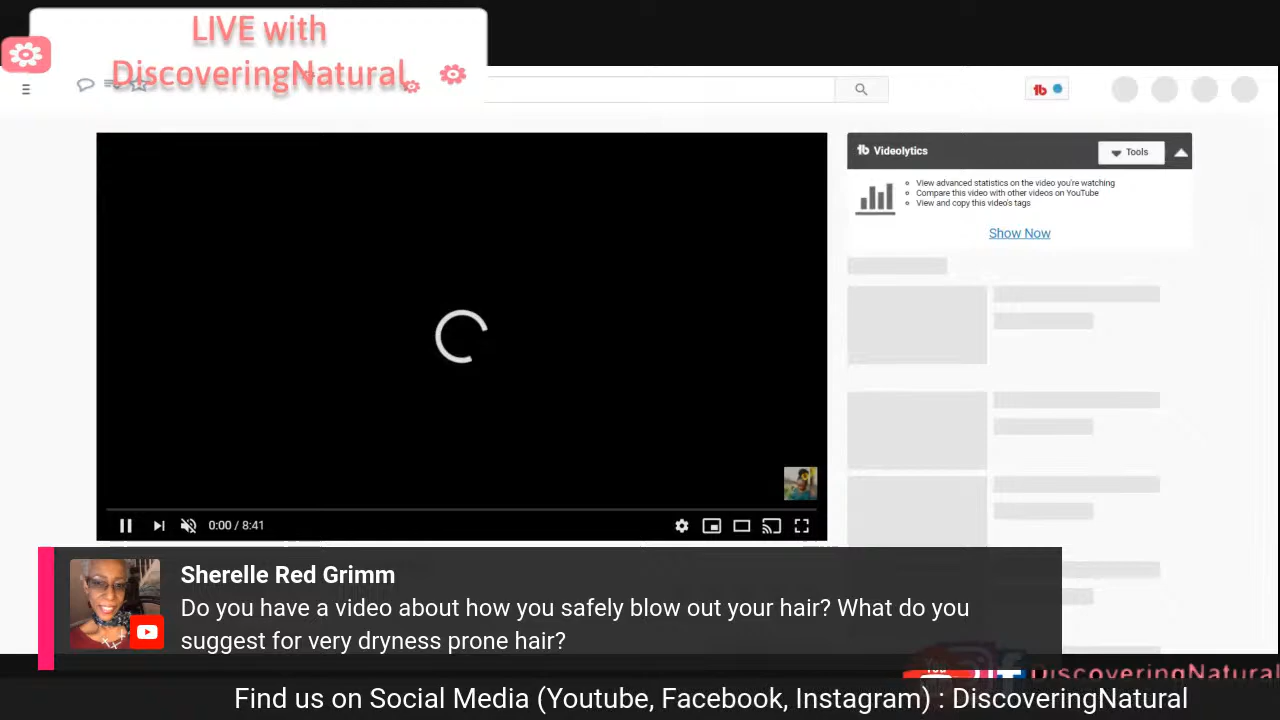 LIVE with
DiscoveringNatural
Videolytics
Tools
View advanced statistics on the video you're watching
Compare this video with other videos on YouTube
View and copy this video's tags
Show Now
0:00 / 8:41
Sherelle Red Grimm
Do you have a video about how you safely blow out your hair? What do you
suggest for very dryness prone hair?
DiscoveringNatural
Find us on Social Media (Youtube, Facebook, Instagram) : DiscoveringNatural